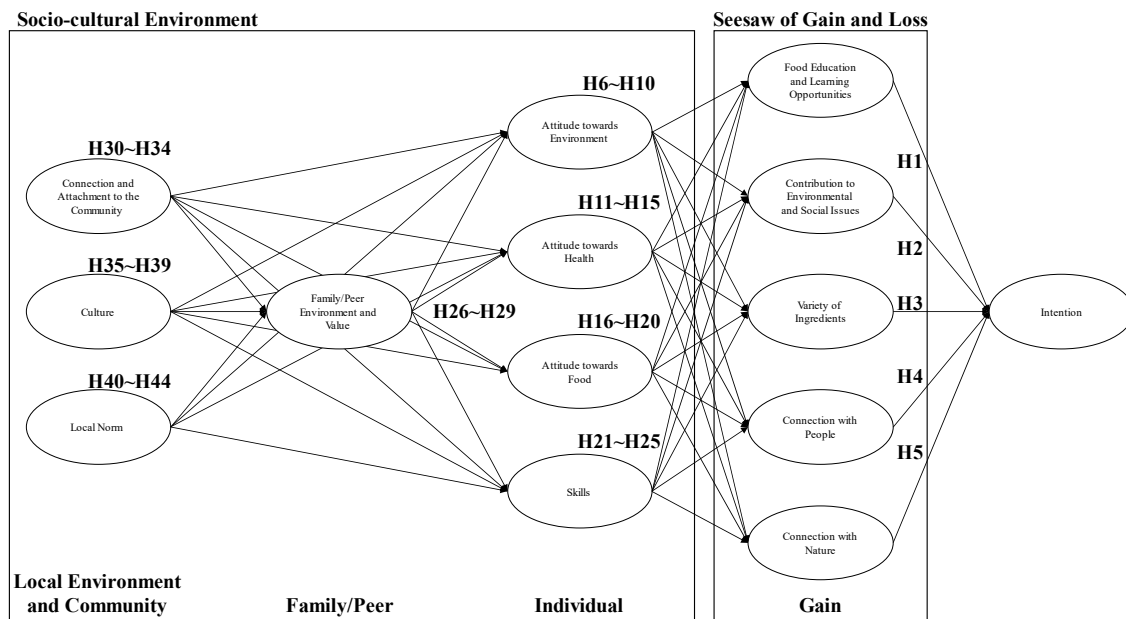 Socio-cultural Environment
Seesaw of Gain and Loss
H30~H34
Connection and
Attachment to the
Community
H35~H39
Culture
H40~H44
Local Norm
Family/Peer
Environment and
Value
H26~H29
H6~H10
Attitude towards
Environment
H11~H15
Attitude towards
Health
H16~H20
Attitude towards
Food
H21~H25
Skills
Food Education
and Learning
Opportunities
Contribution to
Environmental
and Social Issues
Variety of
Ingredients
Connection with
People
Connection with
Nature
H1
H2
H3
H4
H5
Intention
Local Environment
and Community
Family/Peer
Individual
Gain